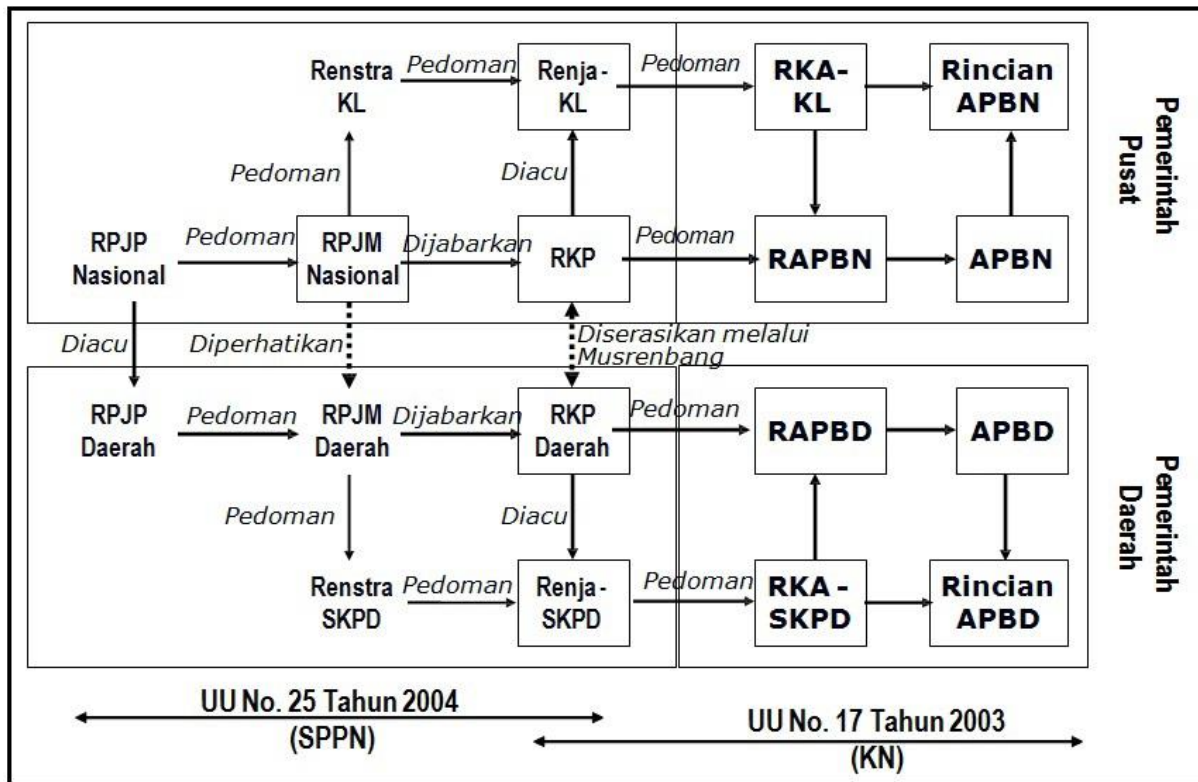 Renstra
KL
Pedoman
Renja-
KL
Pedoman
RKA-
KL
Rincian
APBN
Pemerintah
Pusat
Pedoman
Diacu
RPJP
Nasional
Pedoman
RPJM
Nasional
Dijabarkan
RKP
Pedoman
RAPBN
APBN
Diacu
Diperhatikan
Diserasikan melalui
Musrenbang
RPJP
Daerah
Pedoman
RPJM
Daerah
Dijabarkan
RKP
Daerah
Pedoman
RAPBD
APBD
Pemerintah
Daerah
Pedoman
Diacu
Renstra
SKPD
Pedoman
Renja-
SKPD
Pedoman
RKA -
SKPD
Rincian
APBD
UU No. 25 Tahun 2004
(SPPN)
UU No. 17 Tahun 2003
(KN)